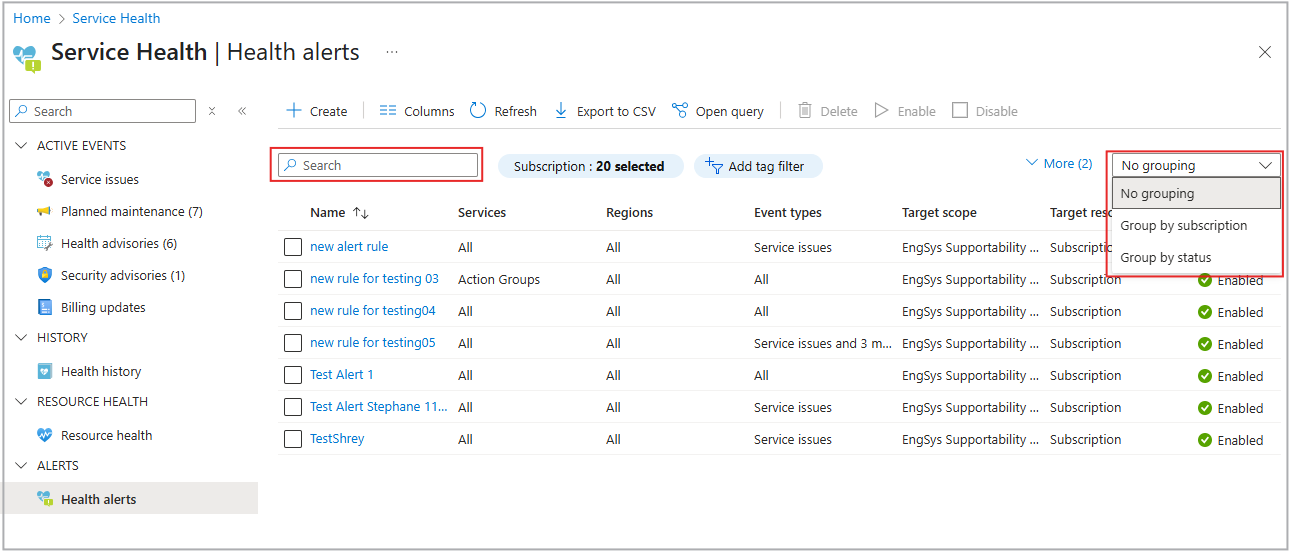 Home > Service Health
Service Health | Health alerts ...
Search
ACTIVE EVENTS
Service issues
Planned maintenance (7)
Health advisories (6)
Security advisories (1)
Billing updates
HISTORY
Health history
RESOURCE HEALTH
Resource health
ALERTS
Health alerts
Create Columns Refresh Export to CSV Open query Delete Enable Disable
Search Subscription : 20 selected Add tag filter More (2) No grouping
No grouping
Group by subscription
Group by status
Name Services Regions Event types Target scope Target
new alert rule All All Service issues EngSys Supportability ...
new rule for testing 03 Action Groups All All EngSys Supportability ... Subscription Enabled
new rule for testing04 All All All EngSys Supportability ... Subscription Enabled
new rule for testing05 All All Service issues and 3 m... EngSys Supportability ... Subscription Enabled
Test Alert 1 All All All EngSys Supportability ... Subscription Enabled
Test Alert Stephane 11... All All Service issues EngSys Supportability ... Subscription Enabled
TestShrey All All Service issues EngSys Supportability ... Subscription Enabled